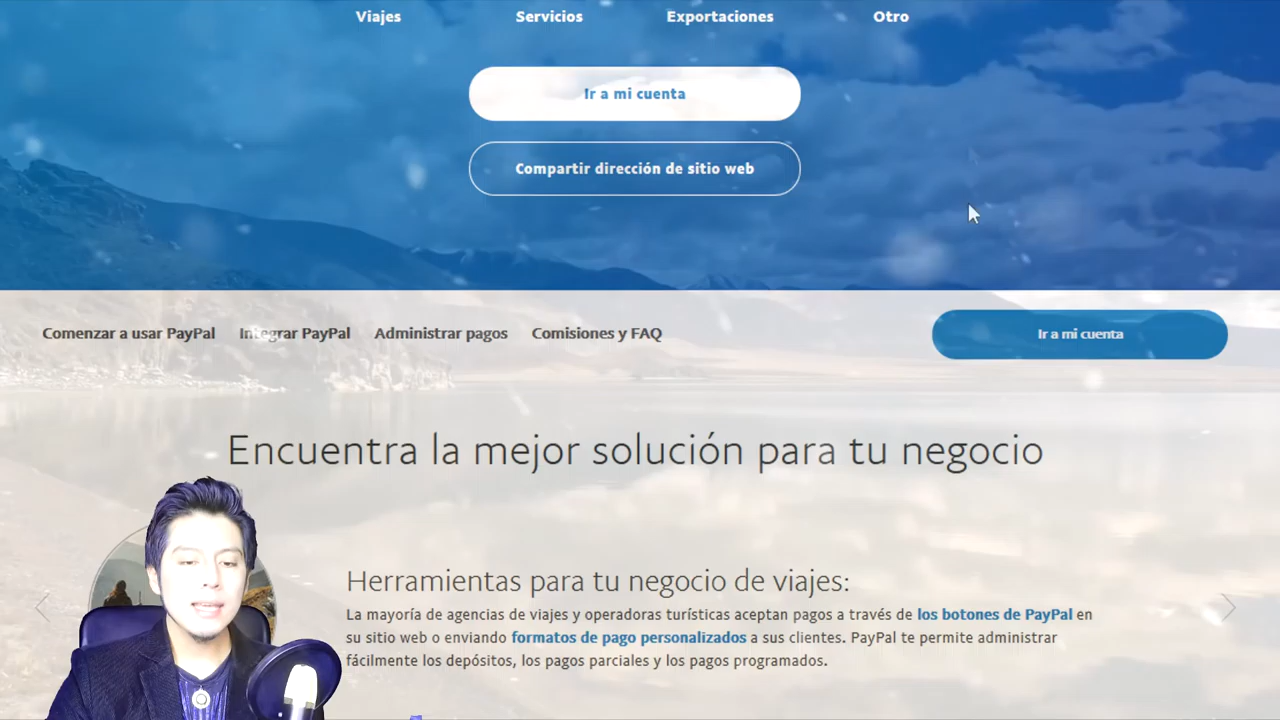 Viajes Servicios Exportaciones Otro
Ir a mi cuenta
Compartir dirección de sitio web
Comenzar a usar PayPal Integrar PayPal Administrar pagos Comisiones y FAQ Ir a mi cuenta
Encuentra la mejor solución para tu negocio
Herramientas para tu negocio de viajes:
La mayoría de agencias de viajes y operadoras turísticas aceptan pagos a través de los botones de PayPal en
su sitio web o enviando formatos de pago personalizados a sus clientes. PayPal te permite administrar
fácilmente los depósitos, los pagos parciales y los pagos programados.